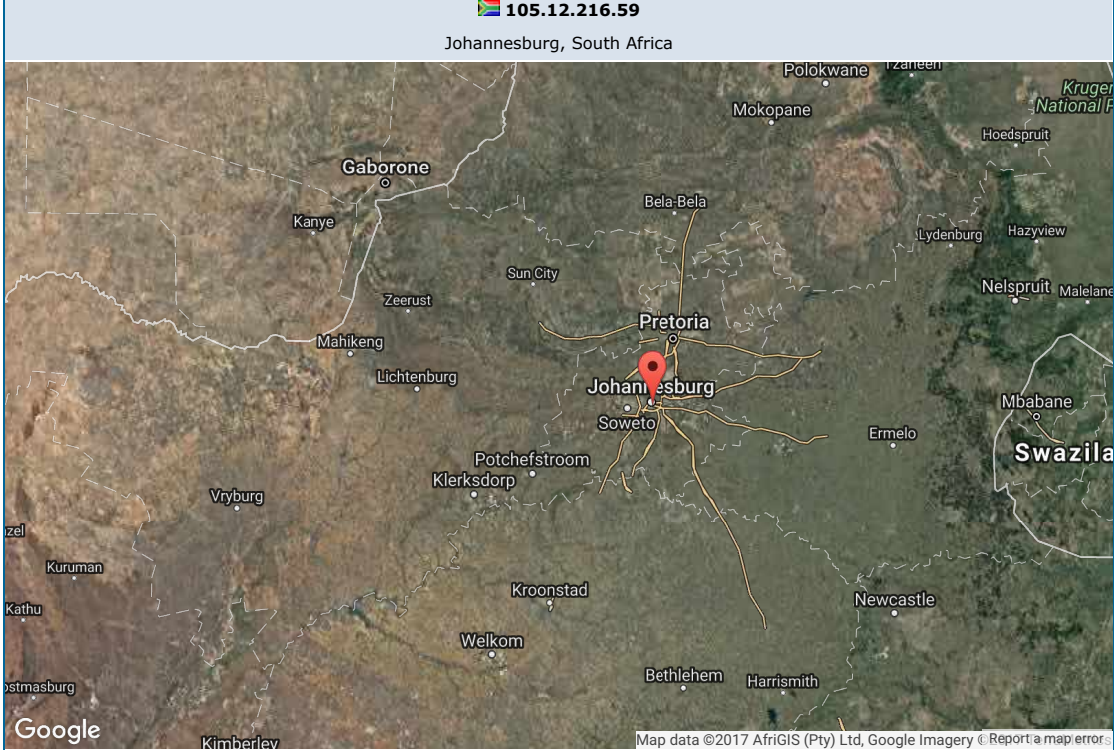 105.12.216.59
Johannesburg, South Africa
Polokwane
Tzaneen
Kruger
National P
Mokopane
Hoedspruit
Gaborone
Bela-Bela
Kanye
Lydenburg
Hazyview
Sun City
Nelspruit
Malelane
Zeerust
Pretoria
Mahikeng
Lichtenburg
Johannesburg
Mbabane
Soweto
Ermelo
Swazila
Potchefstroom
Klerksdorp
Vryburg
zel
Kuruman
Kroonstad
Newcastle
Kathu
Welkom
Bethlehem
Harrismith
ostmasburg
Google
Kimberley
Map data ©2017 AfriGIS (Pty) Ltd, Google Imagery ©
Report a map error